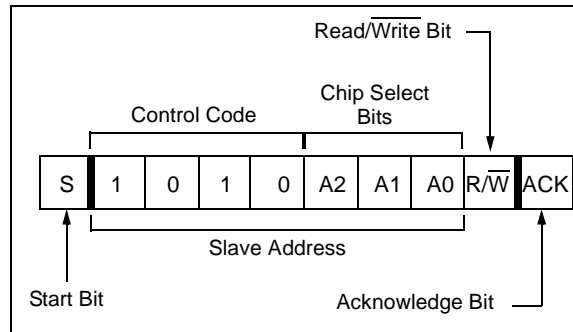 Read/Write Bit
Chip Select
Control Code Bits
S 1 0 1 0 A2 A1 A0 R/W ACK
Slave Address
Start Bit
Acknowledge Bit